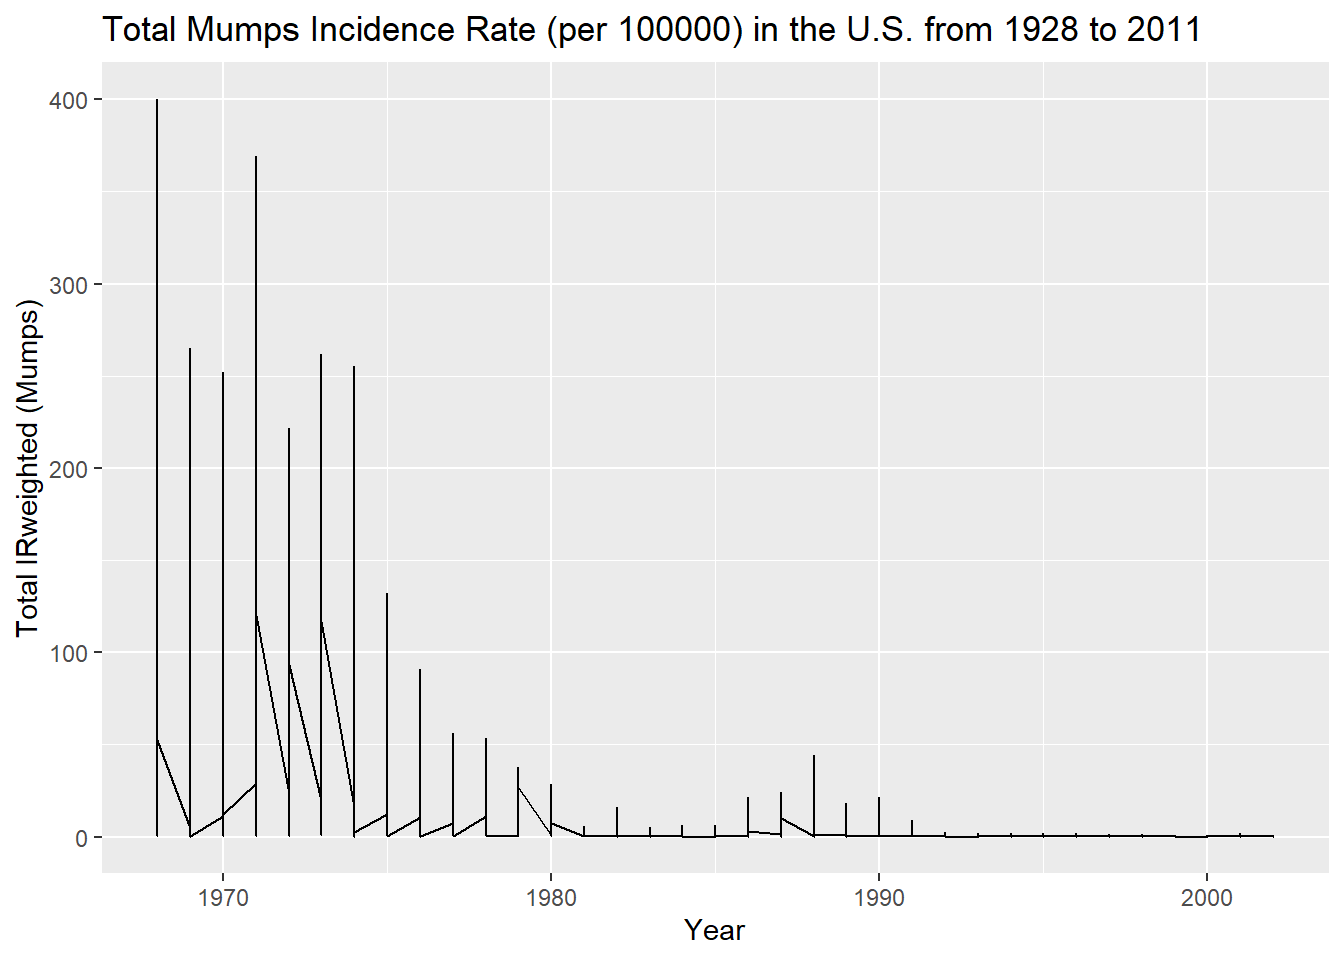 Total Mumps Incidence Rate (per 100000) in the U.S. from 1928 to 2011
Total IRweighted (Mumps)
400
300
200
100
0
1970 1980 1990 2000
Year